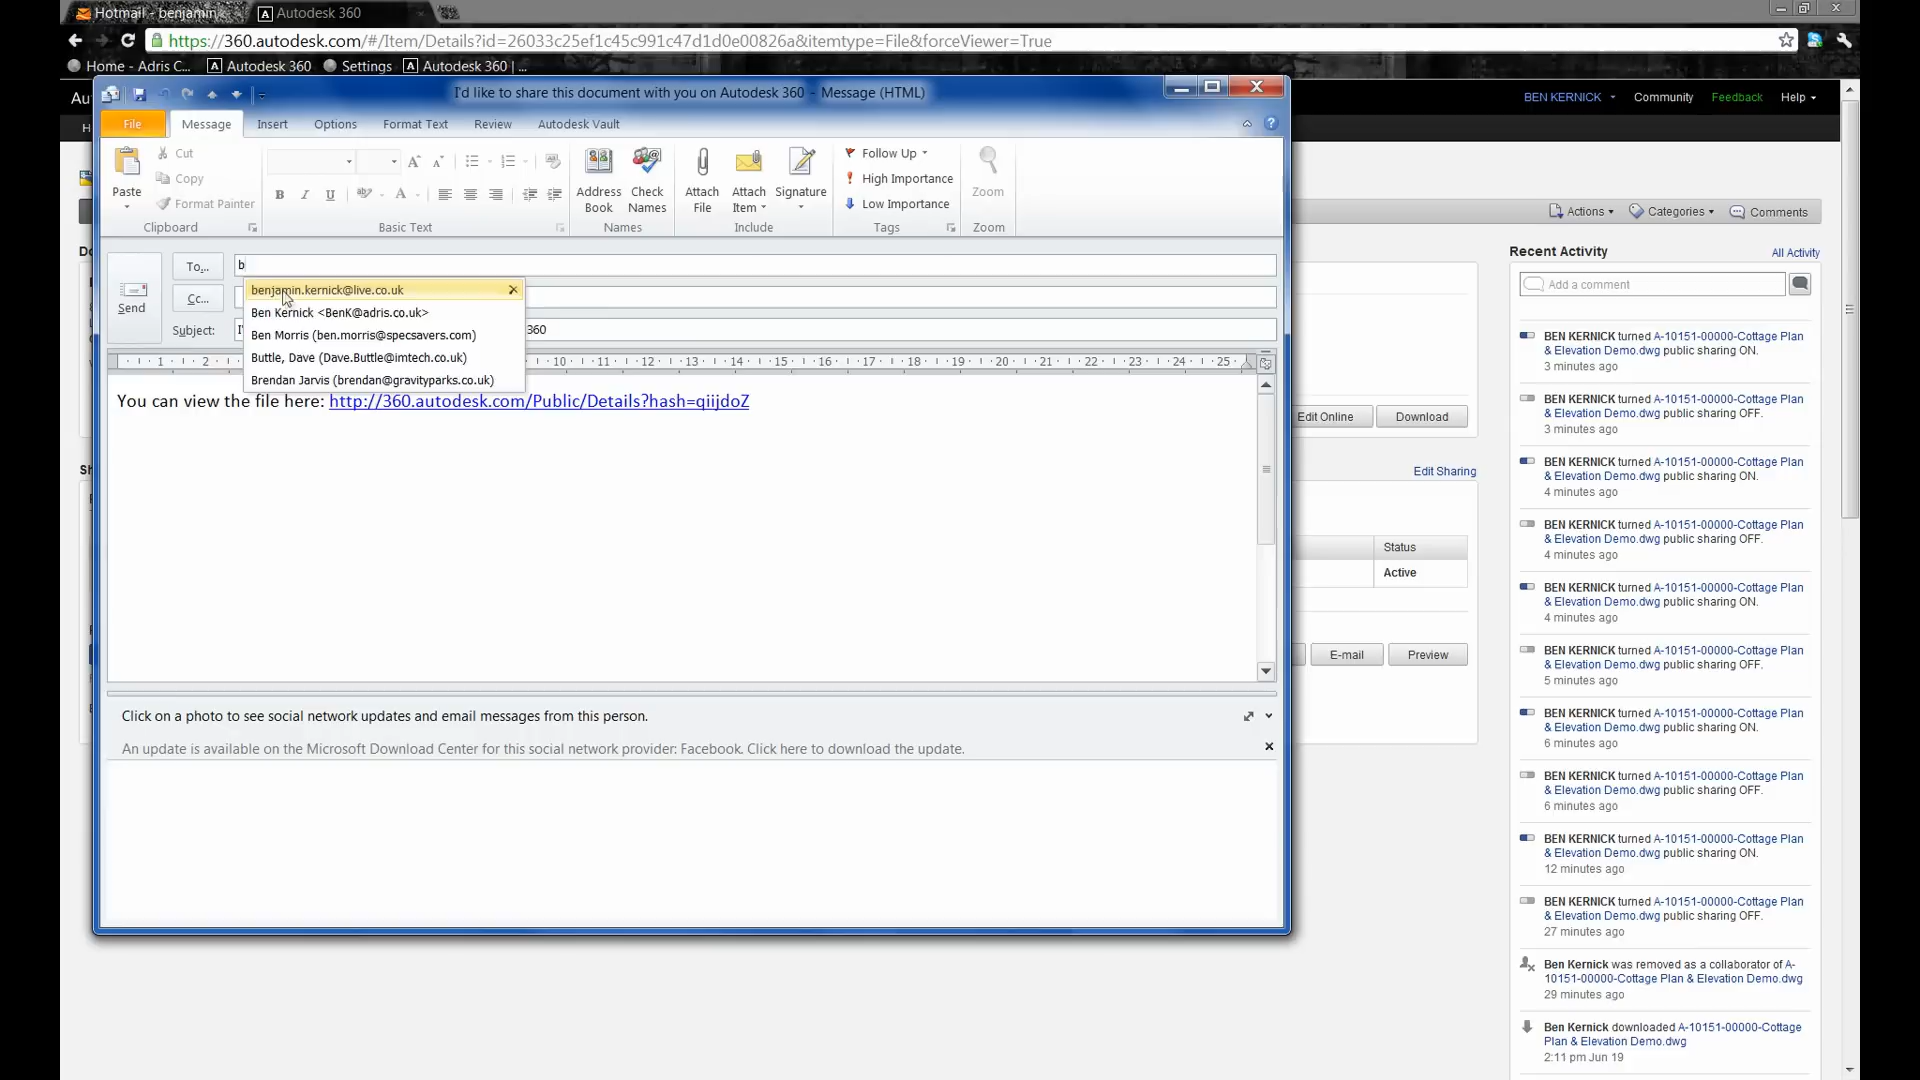 Hotmail - benjamin.
Autodesk 360
https://360.autodesk.com/#/Item/Details?id=26033c25ef1c45c991c47d1d0e00826a&itemtype=File&forceViewer=True
Home - Adris C...
Autodesk 360
Settings
Autodesk 360 | ...
I'd like to share this document with you on Autodesk 360 - Message (HTML)
BEN KERNICK
Community
Feedback
Help
File
Message
Insert
Options
Format Text
Review
Autodesk Vault
Paste
Cut
Copy
Format Painter
Clipboard
Basic Text
Address Book
Check Names
Names
Attach File
Attach Item
Signature
Include
Follow Up
High Importance
Low Importance
Tags
Zoom
Zoom
Actions
Categories
Comments
To...
b
Cc...
Send
Subject:
360
benjamin.kernick@live.co.uk
Ben Kernick <BenK@adris.co.uk>
Ben Morris (ben.morris@specsavers.com)
Buttle, Dave (Dave.Buttle@imtech.co.uk)
Brendan Jarvis (brendan@gravityparks.co.uk)
1 2 10 11 12 13 14 15 16 17 18 19 20 21 22 23 24 25
You can view the file here: http://360.autodesk.com/Public/Details?hash=qiijdoZ
Click on a photo to see social network updates and email messages from this person.
An update is available on the Microsoft Download Center for this social network provider: Facebook. Click here to download the update.
Edit Online
Download
Edit Sharing
Status
Active
E-mail
Preview
Recent Activity
All Activity
Add a comment
BEN KERNICK turned A-10151-00000-Cottage Plan
& Elevation Demo.dwg public sharing ON.
3 minutes ago
BEN KERNICK turned A-10151-00000-Cottage Plan
& Elevation Demo.dwg public sharing OFF.
3 minutes ago
BEN KERNICK turned A-10151-00000-Cottage Plan
& Elevation Demo.dwg public sharing ON.
4 minutes ago
BEN KERNICK turned A-10151-00000-Cottage Plan
& Elevation Demo.dwg public sharing OFF.
4 minutes ago
BEN KERNICK turned A-10151-00000-Cottage Plan
& Elevation Demo.dwg public sharing ON.
4 minutes ago
BEN KERNICK turned A-10151-00000-Cottage Plan
& Elevation Demo.dwg public sharing OFF.
5 minutes ago
BEN KERNICK turned A-10151-00000-Cottage Plan
& Elevation Demo.dwg public sharing ON.
6 minutes ago
BEN KERNICK turned A-10151-00000-Cottage Plan
& Elevation Demo.dwg public sharing OFF.
6 minutes ago
BEN KERNICK turned A-10151-00000-Cottage Plan
& Elevation Demo.dwg public sharing ON.
12 minutes ago
BEN KERNICK turned A-10151-00000-Cottage Plan
& Elevation Demo.dwg public sharing OFF.
27 minutes ago
Ben Kernick was removed as a collaborator of A-
10151-00000-Cottage Plan & Elevation Demo.dwg
29 minutes ago
Ben Kernick downloaded A-10151-00000-Cottage
Plan & Elevation Demo.dwg
2:11 pm Jun 19